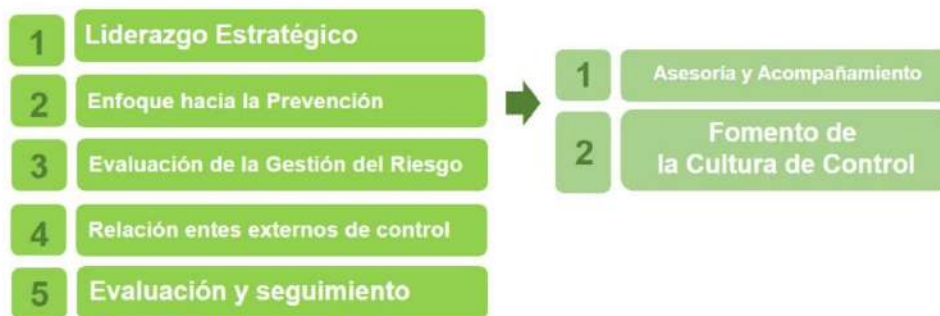 1 Liderazgo Estratégico
2 Enfoque hacia la Prevención
3 Evaluación de la Gestión del Riesgo
4 Relación entes externos de control
5 Evaluación y seguimiento
1 Asesoría y Acompañamiento
2 Fomento de
la Cultura de Control